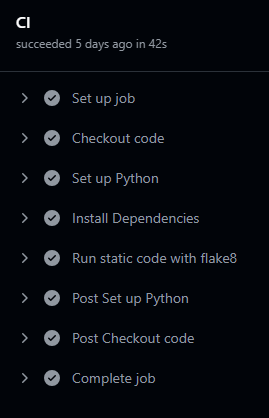 CI
succeeded 5 days ago in 42s
Set up job
Checkout code
Set up Python
Install Dependencies
Run static code with flake8
Post Set up Python
Post Checkout code
Complete job